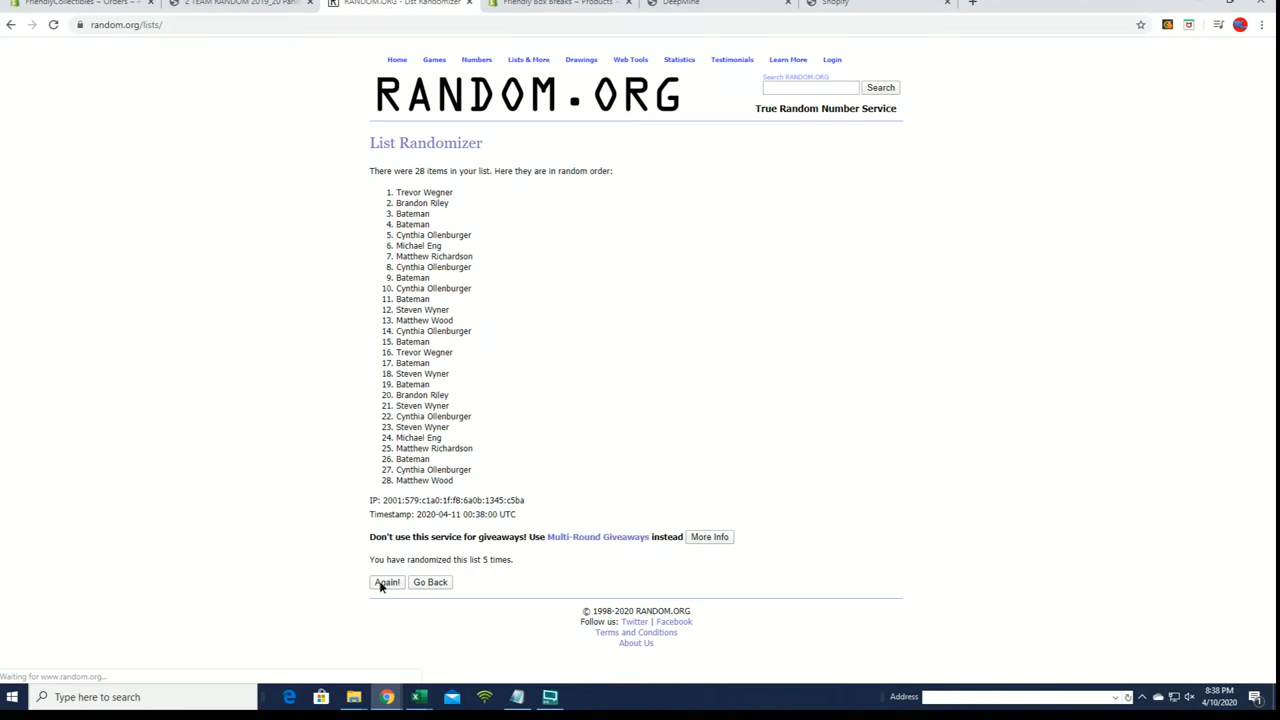 FriendlyCollectibles ~ Orders ~
2 TEAM RANDOM 2019_20 Panin
RANDOM.ORG - List Randomizer
Friendly Box Breaks ~ Products
DeepMine
Shopify
random.org/lists/
Home Games Numbers Lists & More Drawings Web Tools Statistics Testimonials Learn More Login
RANDOM.ORG
Search RANDOM.ORG
Search
True Random Number Service
List Randomizer
There were 28 items in your list. Here they are in random order:
1. Trevor Wegner
2. Brandon Riley
3. Bateman
4. Bateman
5. Cynthia Ollenburger
6. Michael Eng
7. Matthew Richardson
8. Cynthia Ollenburger
9. Bateman
10. Cynthia Ollenburger
11. Bateman
12. Steven Wyner
13. Matthew Wood
14. Cynthia Ollenburger
15. Bateman
16. Trevor Wegner
17. Bateman
18. Steven Wyner
19. Bateman
20. Brandon Riley
21. Steven Wyner
22. Cynthia Ollenburger
23. Steven Wyner
24. Michael Eng
25. Matthew Richardson
26. Bateman
27. Cynthia Ollenburger
28. Matthew Wood
IP: 2001:579:c1a0:1f:f8:6a0b:1345:c5ba
Timestamp: 2020-04-11 00:38:00 UTC
Don't use this service for giveaways! Use Multi-Round Giveaways instead More Info
You have randomized this list 5 times.
Again! Go Back
© 1998-2020 RANDOM.ORG
Follow us: Twitter | Facebook
Terms and Conditions
About Us
Waiting for www.random.org...
Type here to search
Address
8:38 PM
4/10/2020